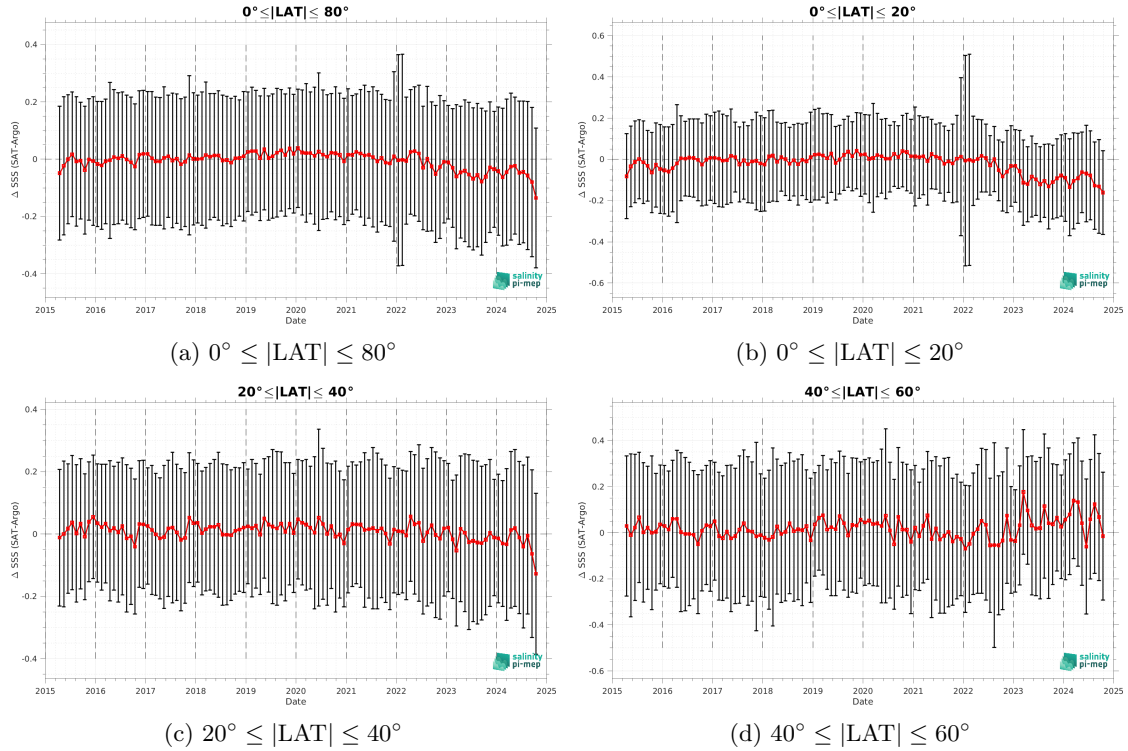 0°≤|LAT|≤ 80°
Δ SSS (SAT-Argo)
0.4
0.2
0
-0.2
-0.4
2015 2016 2017 2018 2019 2020 2021 2022 2023 2024 2025
Date
salinity
pi-mep
(a) 0° ≤ |LAT| ≤ 80°
0°≤|LAT|≤ 20°
Δ SSS (SAT-Argo)
0.6
0.4
0.2
0
-0.2
-0.4
-0.6
2015 2016 2017 2018 2019 2020 2021 2022 2023 2024 2025
Date
salinity
pi-mep
(b) 0° ≤ |LAT| ≤ 20°
20°≤|LAT|≤ 40°
Δ SSS (SAT-Argo)
0.4
0.2
0
-0.2
-0.4
2015 2016 2017 2018 2019 2020 2021 2022 2023 2024 2025
Date
salinity
pi-mep
(c) 20° ≤ |LAT| ≤ 40°
40°≤|LAT|≤ 60°
Δ SSS (SAT-Argo)
0.4
0.2
0
-0.2
-0.4
-0.6
2015 2016 2017 2018 2019 2020 2021 2022 2023 2024 2025
Date
salinity
pi-mep
(d) 40° ≤ |LAT| ≤ 60°